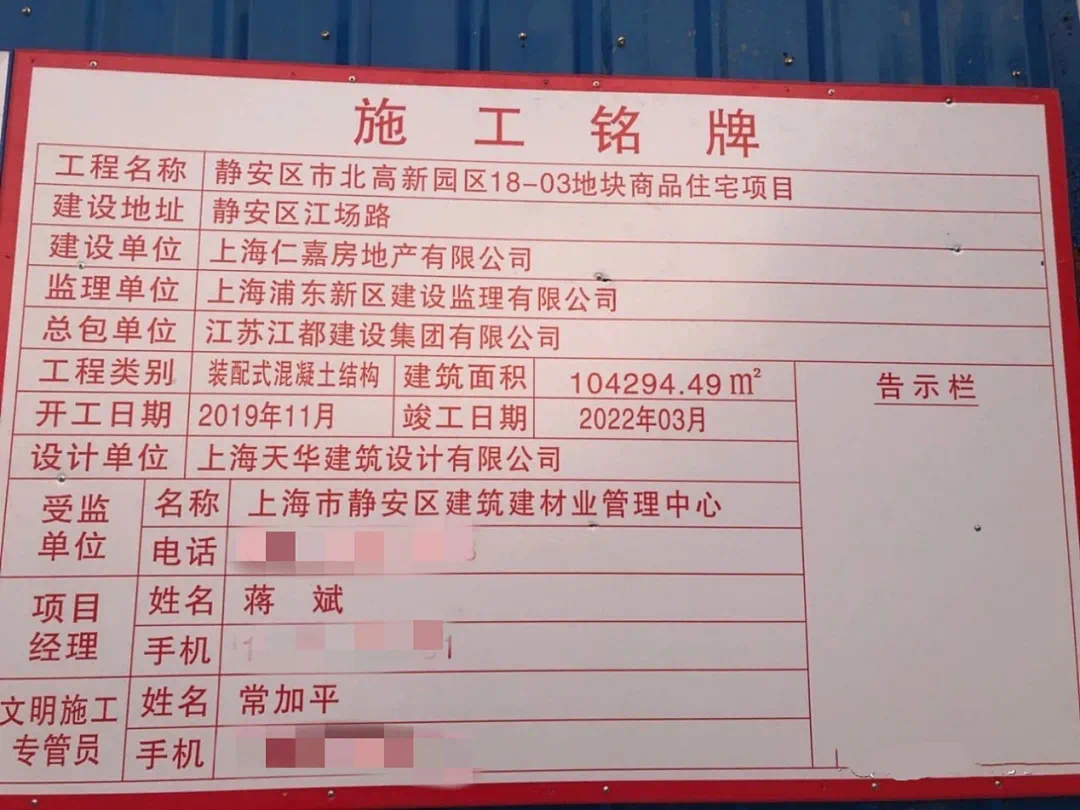 施工铭牌
工程名称 静安区市北高新园区18-03地块商品住宅项目
建设地址 静安区江场路
建设单位 上海仁嘉房地产有限公司
监理单位 上海浦东新区建设监理有限公司
总包单位 江苏江都建设集团有限公司
工程类别 装配式混凝土结构 建筑面积 104294.49㎡
开工日期 2019年11月 竣工日期 2022年03月
设计单位 上海天华建筑设计有限公司
受监单位 名称 上海市静安区建筑建材业管理中心
电话
项目经理 姓名 蒋斌
手机
文明施工专管员 姓名 常加平
手机
告示栏